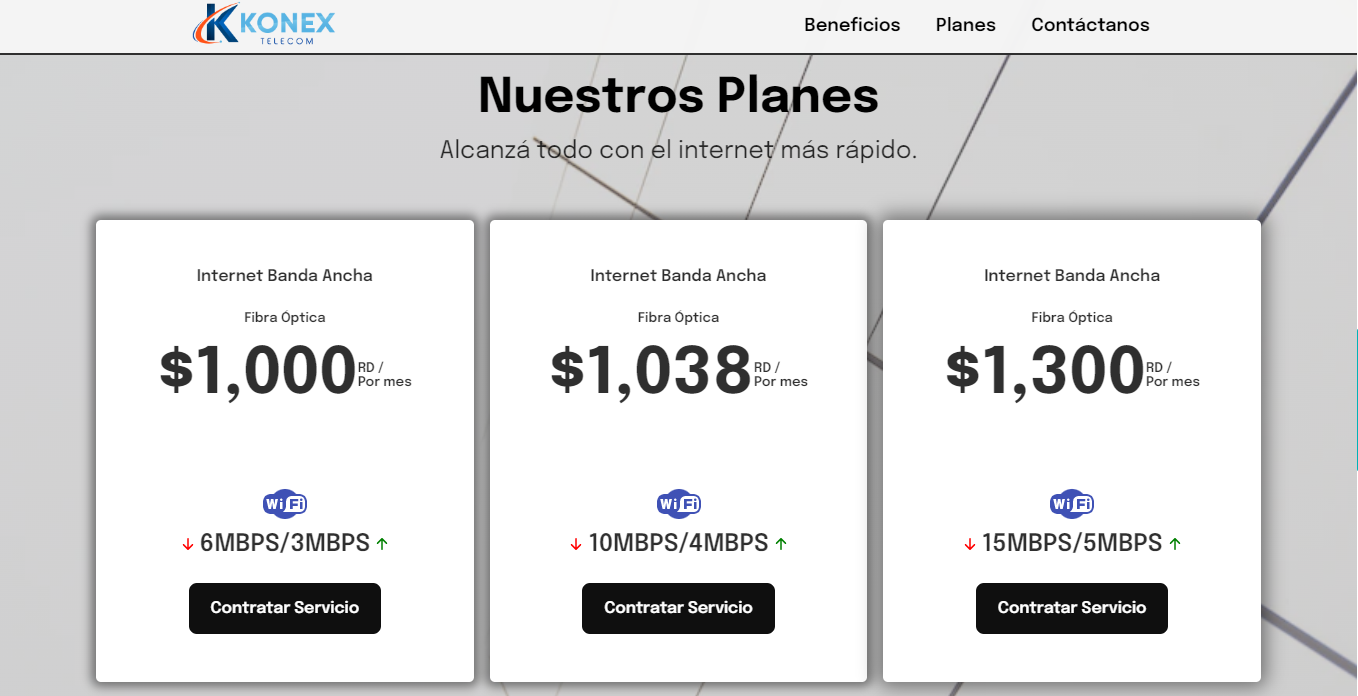 KONEX
TELECOM
Beneficios
Planes
Contáctanos
Nuestros Planes
Alcanzá todo con el internet más rápido.
Internet Banda Ancha
Fibra Óptica
$1,000 RD /
Por mes
WiFi
↓ 6MBPS/3MBPS ↑
Contratar Servicio
Internet Banda Ancha
Fibra Óptica
$1,038 RD /
Por mes
WiFi
↓ 10MBPS/4MBPS ↑
Contratar Servicio
Internet Banda Ancha
Fibra Óptica
$1,300 RD /
Por mes
WiFi
↓ 15MBPS/5MBPS ↑
Contratar Servicio